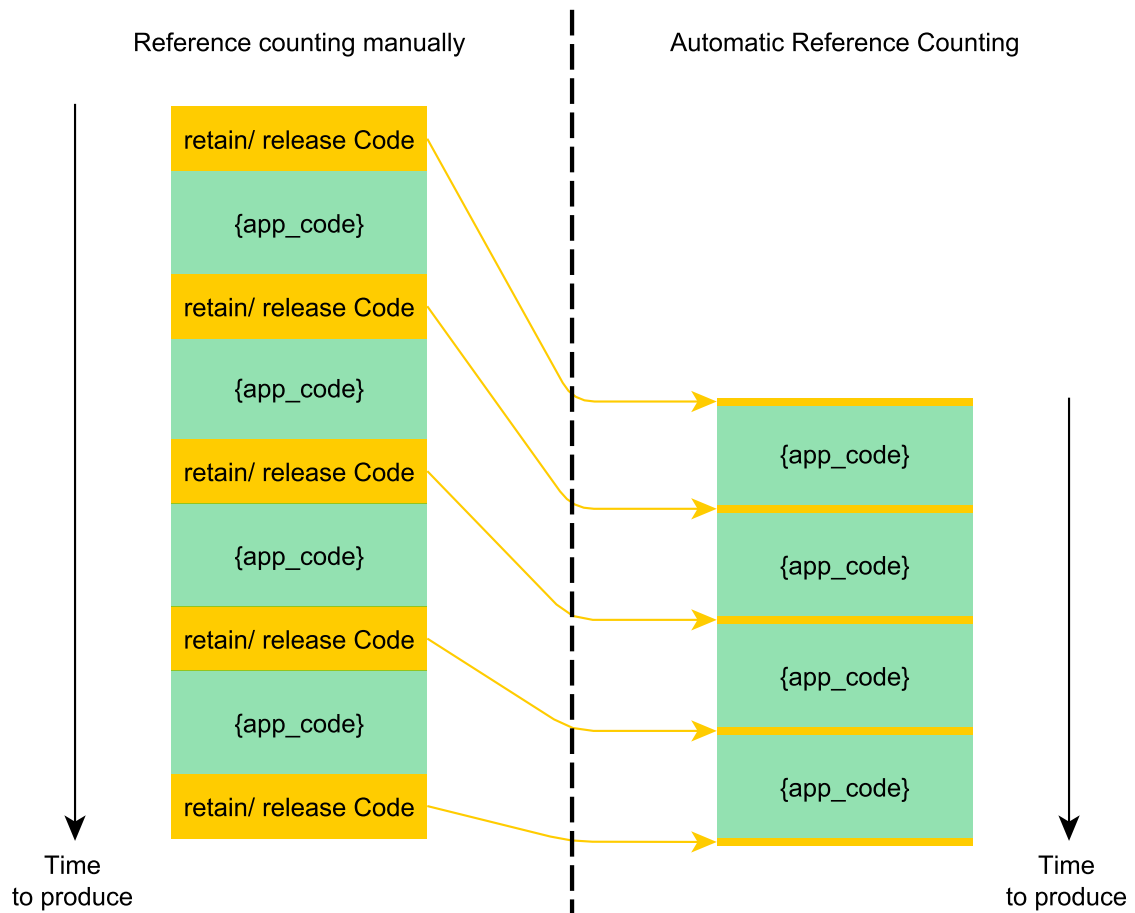 Reference counting manually
Automatic Reference Counting
retain/ release Code
{app_code}
retain/ release Code
{app_code}
retain/ release Code
{app_code}
retain/ release Code
{app_code}
retain/ release Code
Time
to produce
{app_code}
{app_code}
{app_code}
{app_code}
Time
to produce